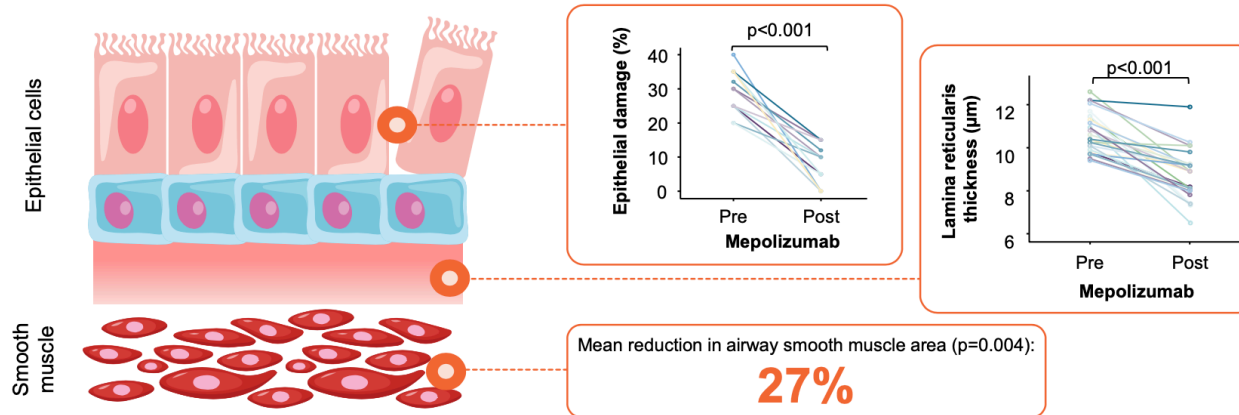 Epithelial cells
Smooth
muscle
p<0.001
Epithelial damage (%)
40
30
20
10
0
Pre
Post
Mepolizumab
p<0.001
Lamina reticularis
thickness (μm)
12
10
8
6
Pre
Post
Mepolizumab
Mean reduction in airway smooth muscle area (p=0.004):
27%